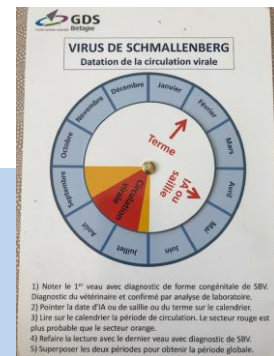 GDS
Bretagne
VIRUS DE SCHMALLENBERG
Datation de la circulation virale
Janvier
Février
Mars
Avril
Mai
Juin
Juillet
Août
Septembre
Octobre
Novembre
Décembre
Terme
IA ou
saillie
Circulation
virale
1) Noter le 1er veau avec diagnostic de forme congénitale de SBV.
Diagnostic du vétérinaire et confirmé par analyse de laboratoire.
2) Pointer la date d'IA ou de saillie ou du terme sur le calendrier.
3) Lire sur le calendrier la période de circulation. Le secteur rouge est
plus probable que le secteur orange.
4) Refaire la lecture avec le dernier veau avec diagnostic de SBV.
5) Superposer les deux périodes pour obtenir la période globale.